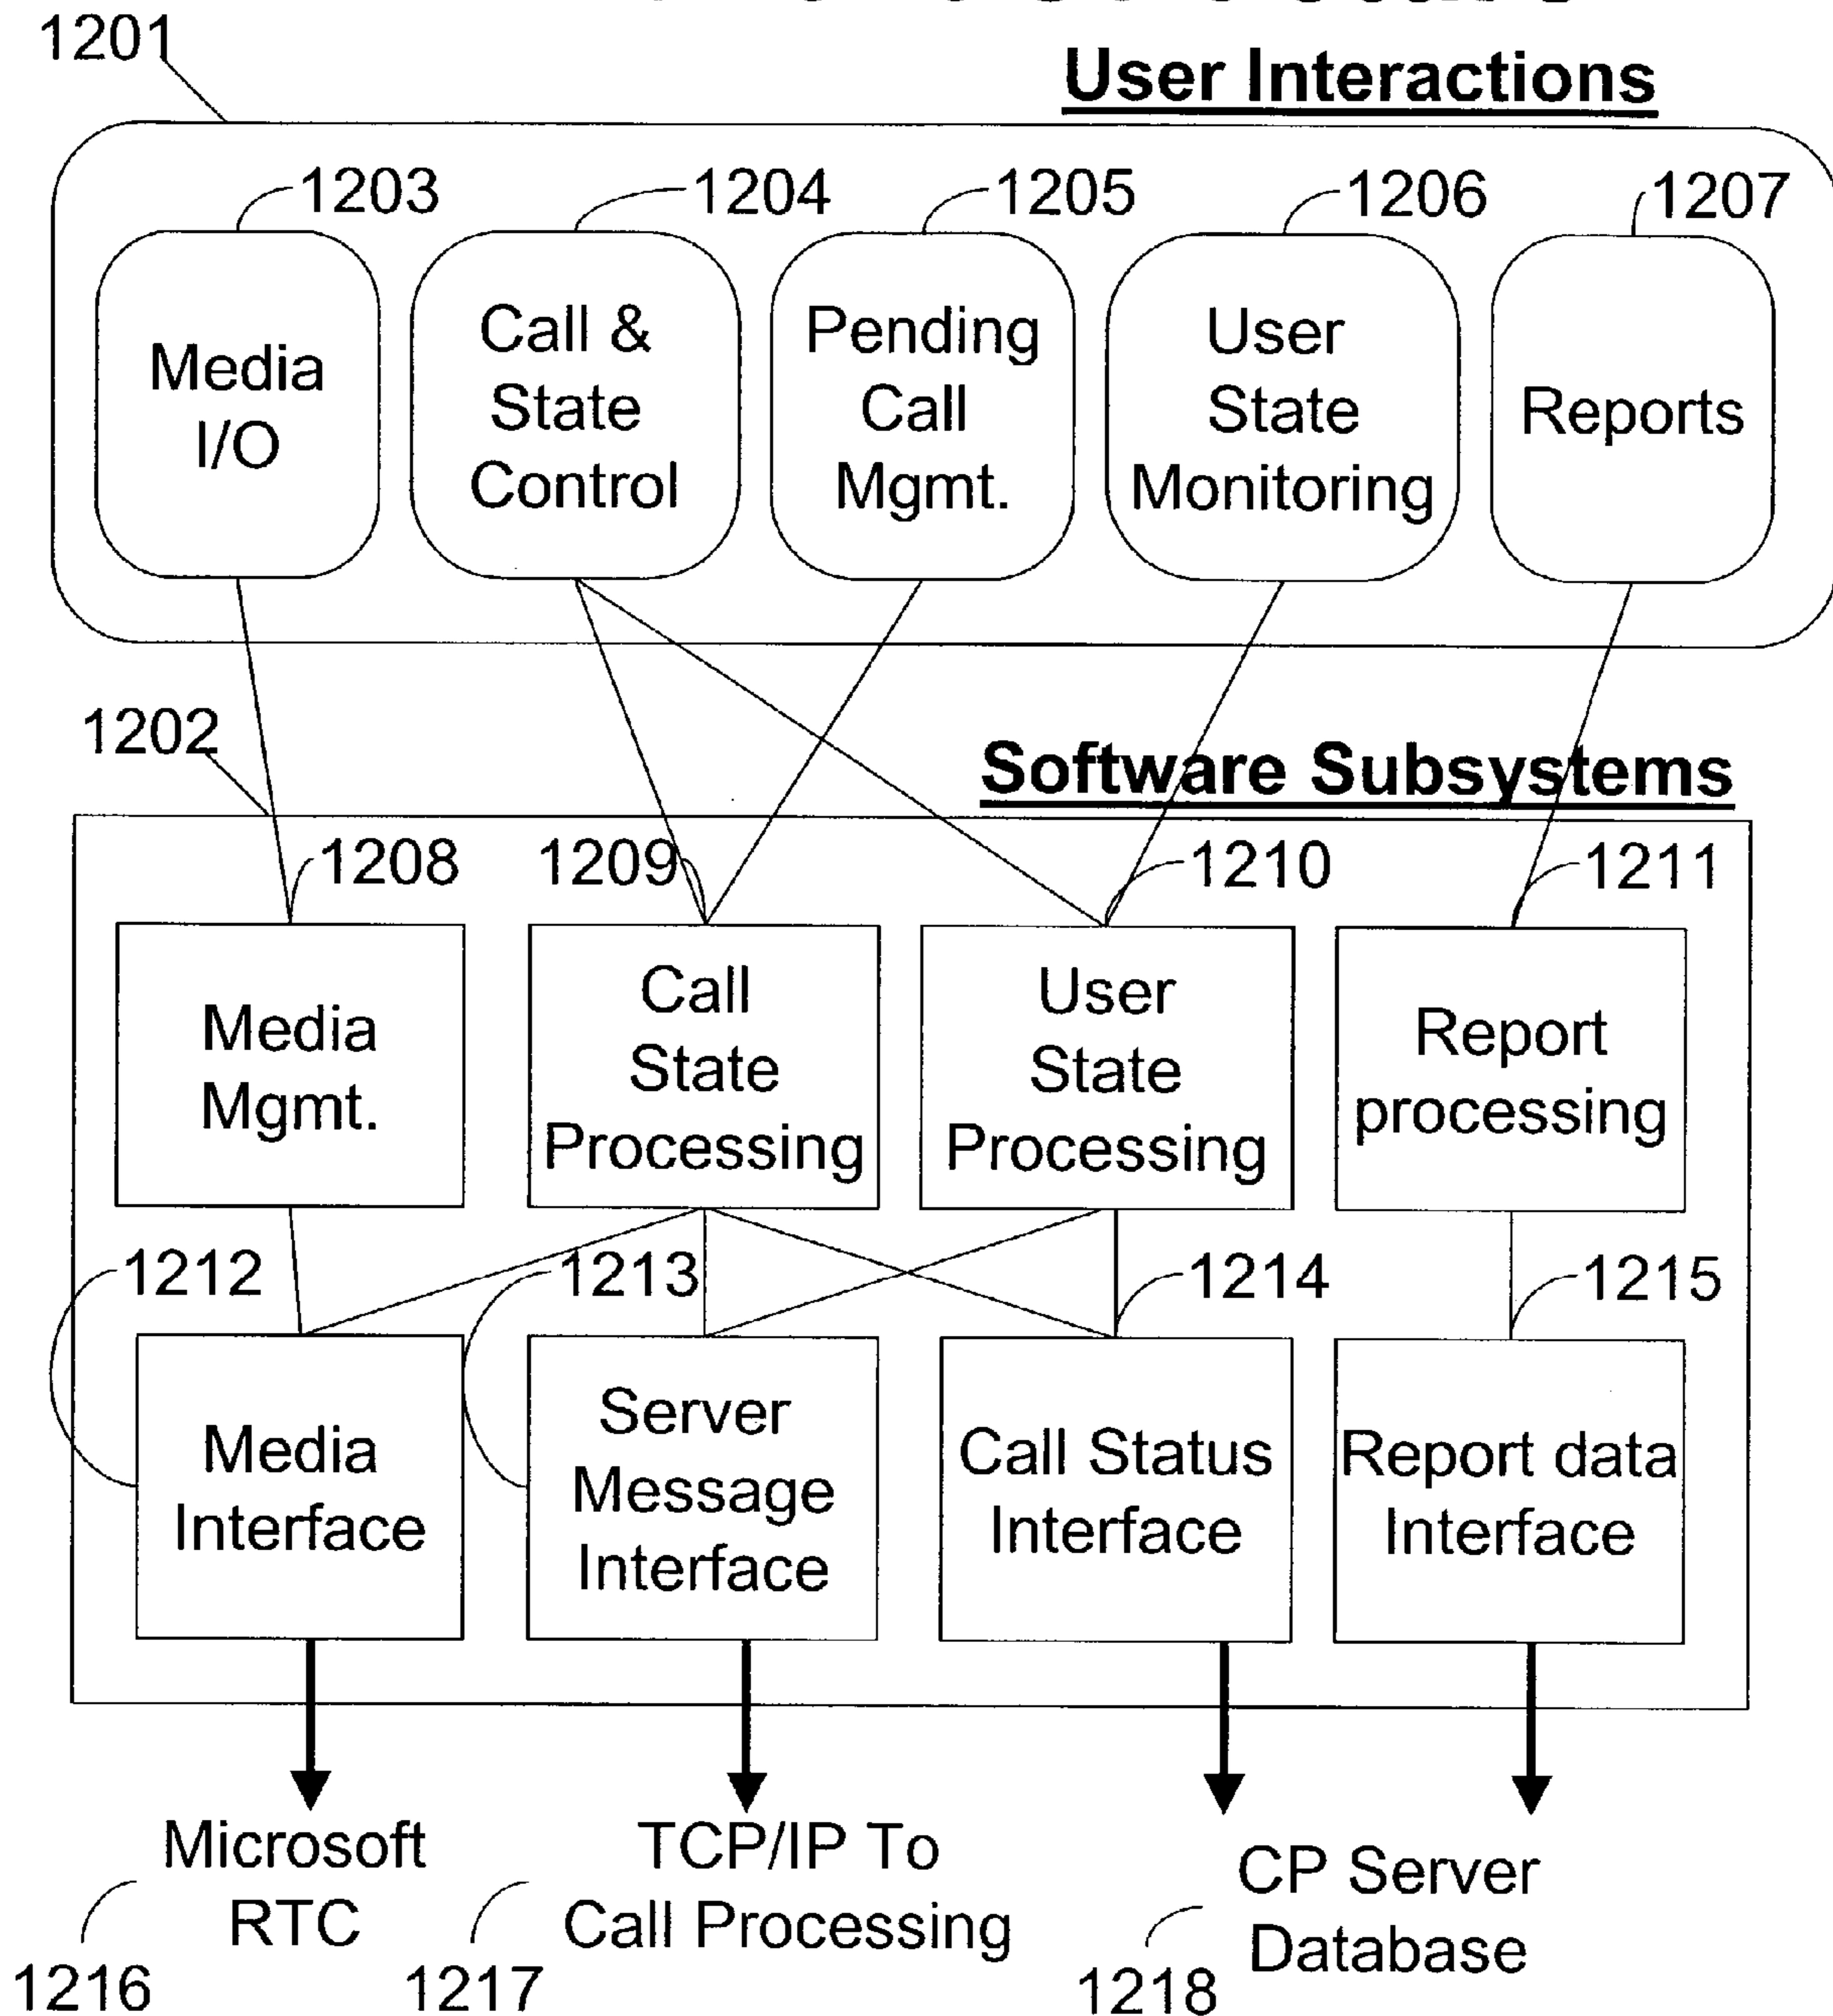 1201
User Interactions
1203
1204
1205
1206
1207
Media
I/O
Call &
State
Control
Pending
Call
Mgmt.
User
State
Monitoring
Reports
1202
Software Subsystems
1208
1209
1210
1211
Media
Mgmt.
Call
State
Processing
User
State
Processing
Report
processing
1212
1213
1214
1215
Media
Interface
Server
Message
Interface
Call Status
Interface
Report data
Interface
Microsoft
RTC
TCP/IP To
Call Processing
CP Server
Database
1216
1217
1218